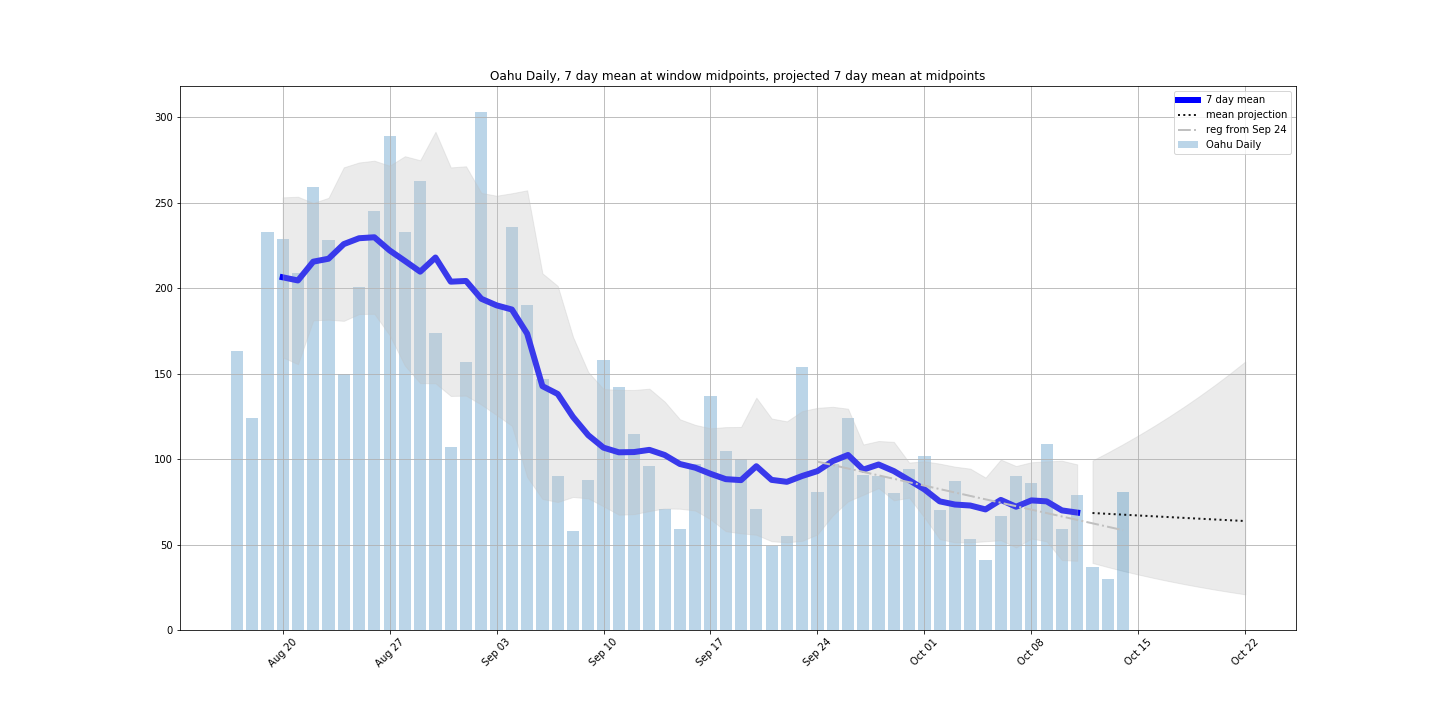 Oahu Daily, 7 day mean at window midpoints, projected 7 day mean at midpoints
7 day mean
mean projection
reg from Sep 24
Oahu Daily
300
250
200
150
100
50
0
Aug 20
Aug 27
Sep 03
Sep 10
Sep 17
Sep 24
Oct 01
Oct 08
Oct 15
Oct 22